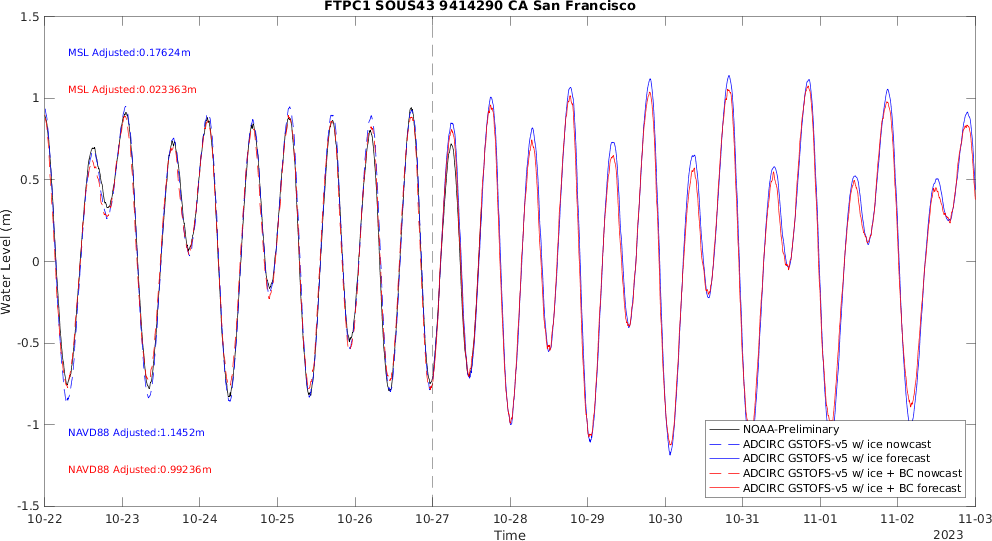 FTPC1 SOUS43 9414290 CA San Francisco
1.5
MSL Adjusted:0.17624m
MSL Adjusted:0.023363m
1
0.5
0
-0.5
-1
-1.5
Water Level (m)
NAVD88 Adjusted:1.1452m
NAVD88 Adjusted:0.99236m
NOAA-Preliminary
ADCIRC GSTOFS-v5 w/ ice nowcast
ADCIRC GSTOFS-v5 w/ ice forecast
ADCIRC GSTOFS-v5 w/ ice + BC nowcast
ADCIRC GSTOFS-v5 w/ ice + BC forecast
10-22 10-23 10-24 10-25 10-26 10-27 10-28 10-29 10-30 10-31 11-01 11-02 11-03
Time
2023